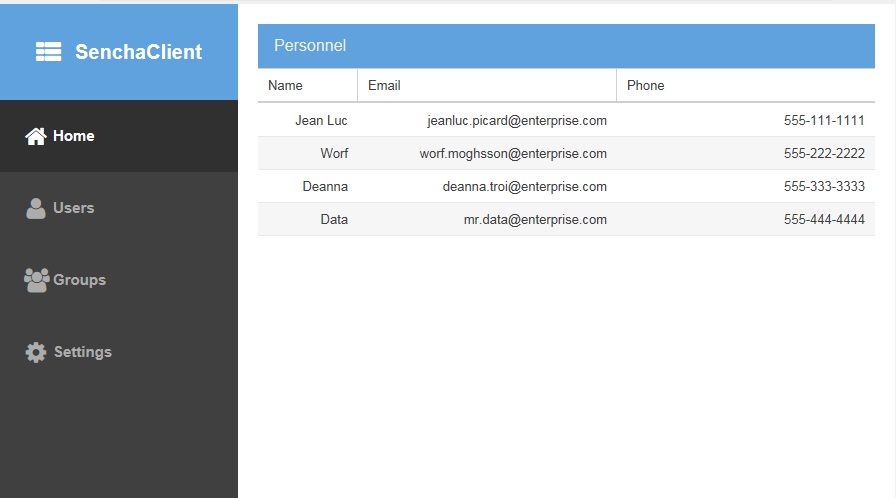 SenchaClient
Home
Users
Groups
Settings
Personnel
Name Email Phone
Jean Luc jeanluc.picard@enterprise.com 555-111-1111
Worf worf.moghsson@enterprise.com 555-222-2222
Deanna deanna.troi@enterprise.com 555-333-3333
Data mr.data@enterprise.com 555-444-4444